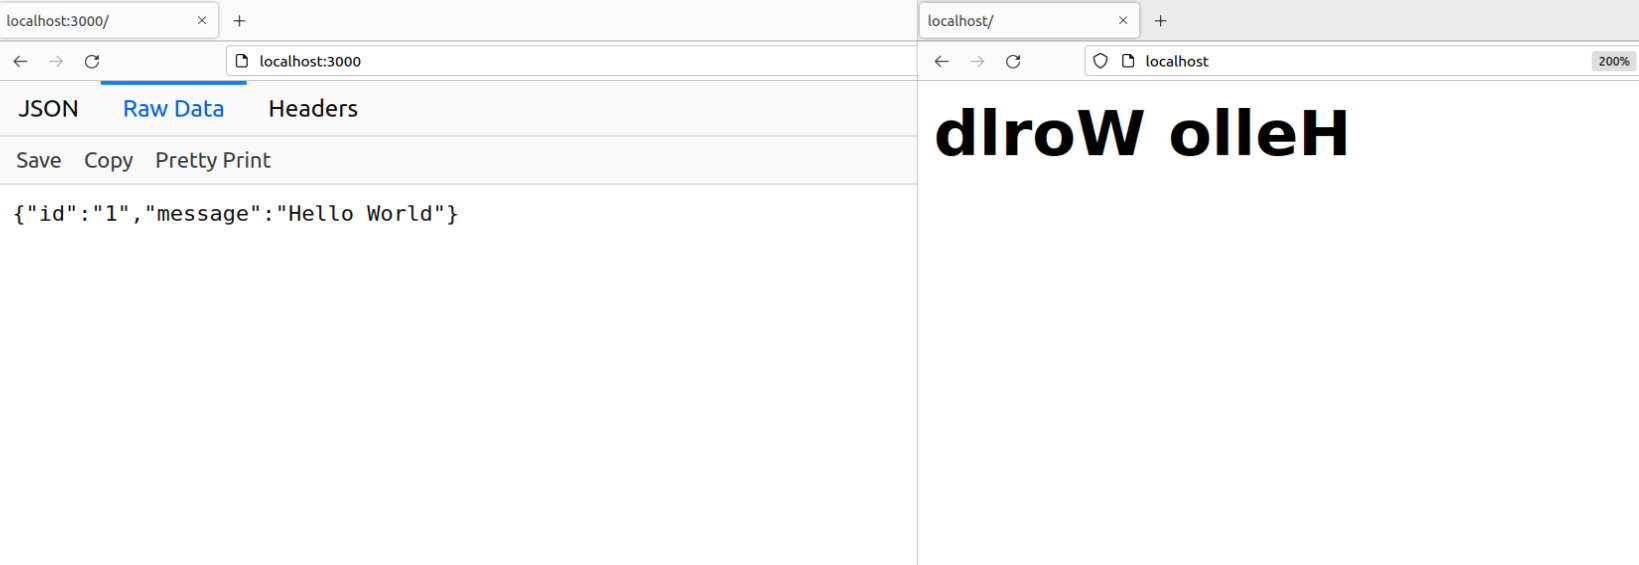 localhost:3000/
localhost:3000
JSON Raw Data Headers
Save Copy Pretty Print
{"id":"1","message":"Hello World"}
localhost/
localhost 200%
dlroW olleH